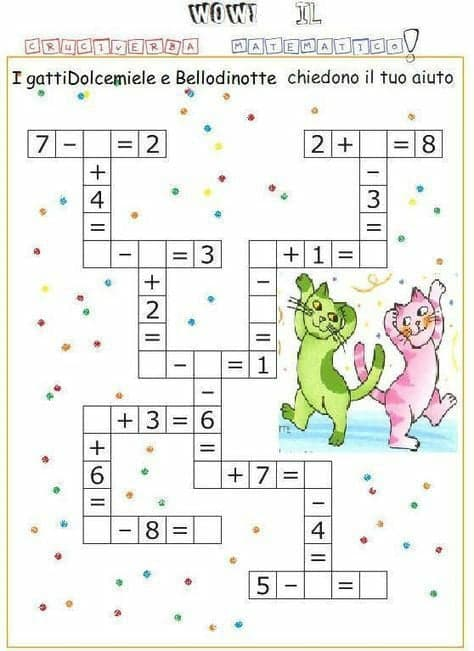 WOW! IL
CRUCIVERBA MATEMATICO!
I gattiDolcemiele e Bellodinotte chiedono il tuo aiuto
7 - = 2 2 + = 8
+ -
4 3
= =
- = 3 + 1 =
+ -
2
= =
- = 1
-
+ 3 = 6
+ =
6 + 7 =
= -
- 8 = 4
=
5 - =